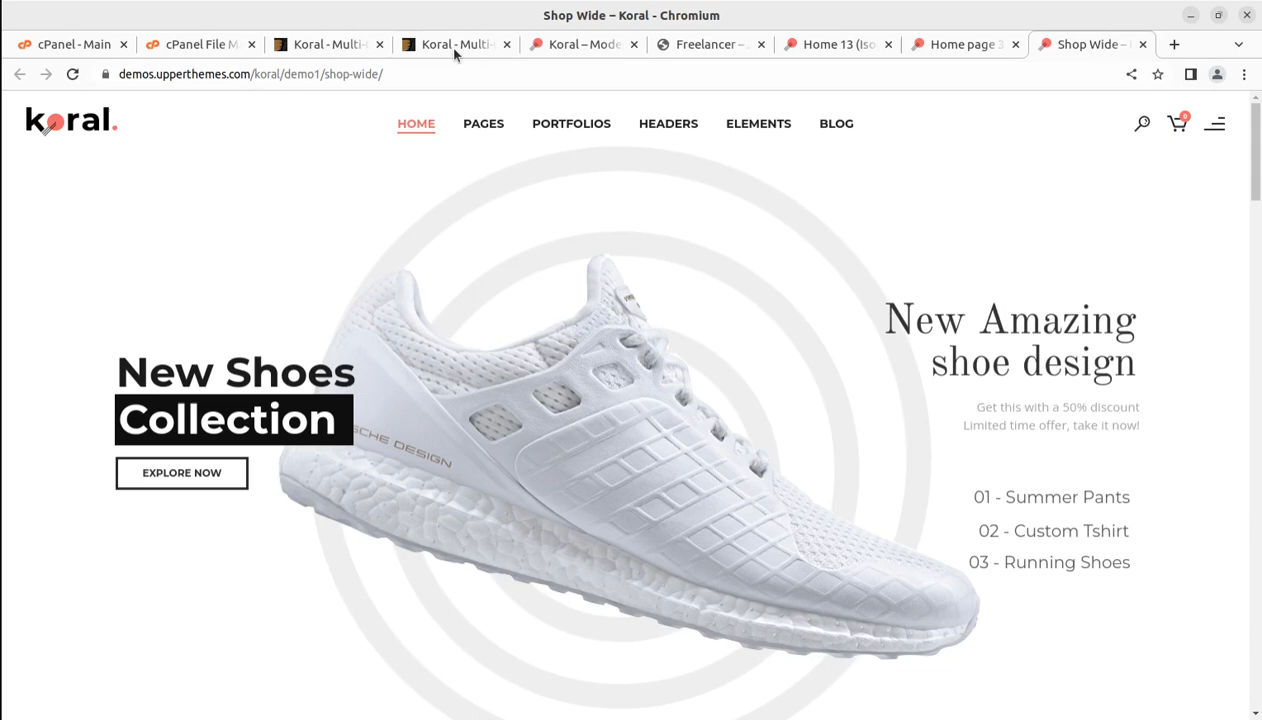 Shop Wide – Koral - Chromium
cPanel - Main
cPanel File M
Koral - Multi-
Koral - Multi-
Koral – Mode
Freelancer –
Home 13 (Iso
Home page 3
Shop Wide –
demos.upperthemes.com/koral/demo1/shop-wide/
koral.
HOME
PAGES
PORTFOLIOS
HEADERS
ELEMENTS
BLOG
0
New Amazing
shoe design
New Shoes
Collection
Get this with a 50% discount
Limited time offer, take it now!
SCHE DESIGN
EXPLORE NOW
01 - Summer Pants
02 - Custom Tshirt
03 - Running Shoes